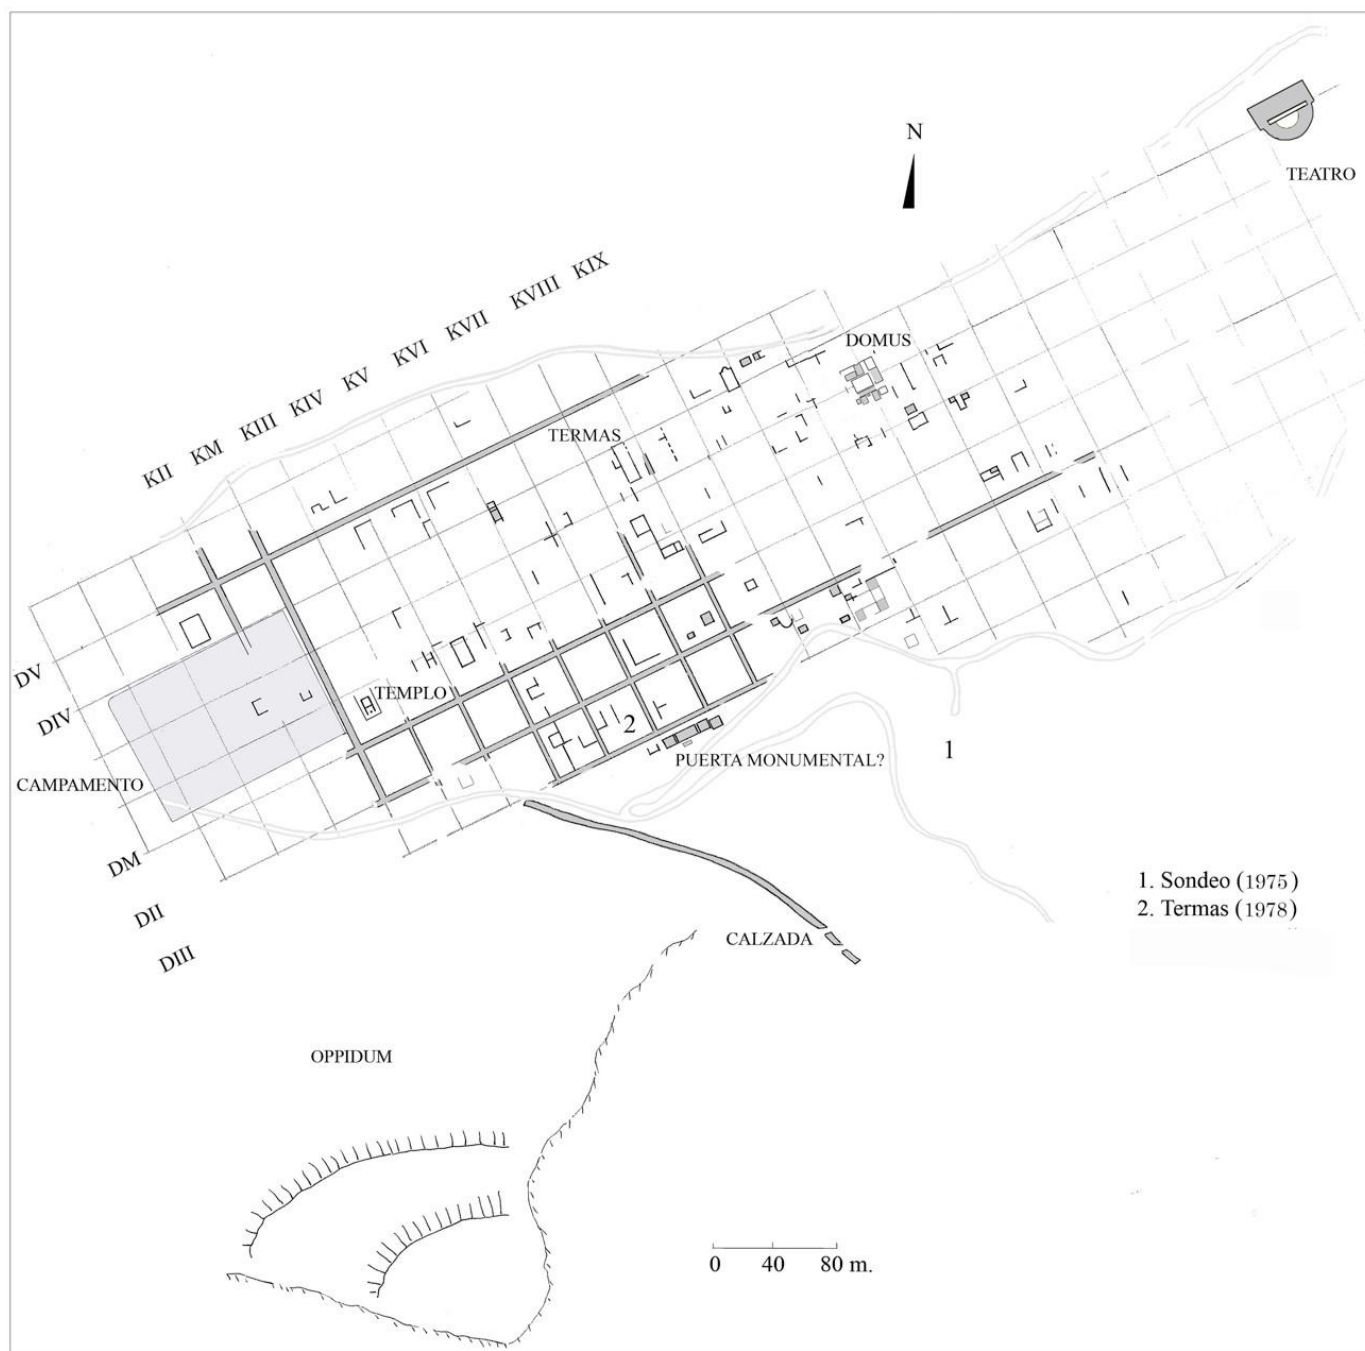 N
TEATRO
KII KM KIII KIV KV KVI KVII KVIII KIX
DOMUS
TERMAS
DV
DIV
TEMPLO
2
PUERTA MONUMENTAL?
1
CAMPAMENTO
DM
DII
DIII
1. Sondeo (1975)
2. Termas (1978)
CALZADA
OPPIDUM
0 40 80 m.